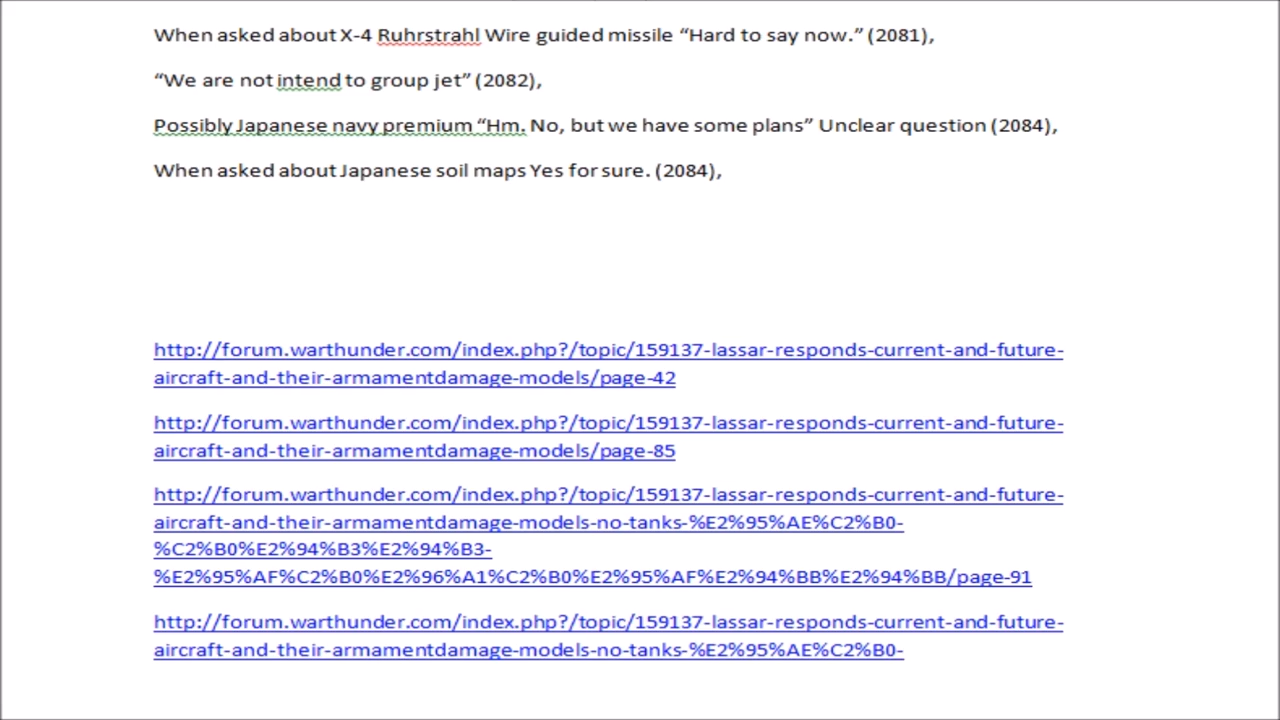 When asked about X-4 Ruhrstrahl Wire guided missile “Hard to say now.” (2081),
“We are not intend to group jet” (2082),
Possibly Japanese navy premium “Hm. No, but we have some plans” Unclear question (2084),
When asked about Japanese soil maps Yes for sure. (2084),
http://forum.warthunder.com/index.php?/topic/159137-lassar-responds-current-and-future-
aircraft-and-their-armamentdamage-models/page-42
http://forum.warthunder.com/index.php?/topic/159137-lassar-responds-current-and-future-
aircraft-and-their-armamentdamage-models/page-85
http://forum.warthunder.com/index.php?/topic/159137-lassar-responds-current-and-future-
aircraft-and-their-armamentdamage-models-no-tanks-%E2%95%AE%C2%B0-
%C2%B0%E2%94%B3%E2%94%B3-
%E2%95%AF%C2%B0%E2%96%A1%C2%B0%E2%95%AF%E2%94%BB%E2%94%BB/page-91
http://forum.warthunder.com/index.php?/topic/159137-lassar-responds-current-and-future-
aircraft-and-their-armamentdamage-models-no-tanks-%E2%95%AE%C2%B0-